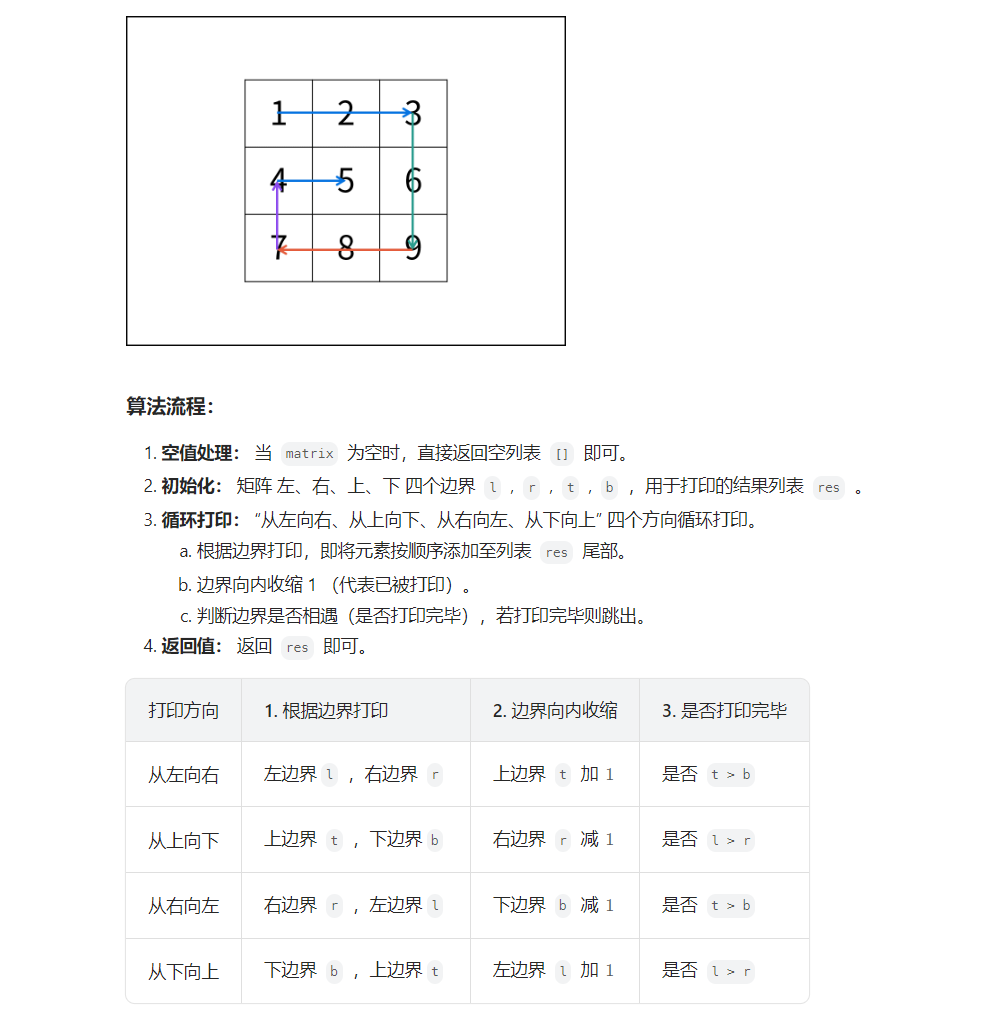 1 2 3
4 5 6
7 8 9
算法流程：
1. 空值处理： 当 matrix 为空时，直接返回空列表 [] 即可。
2. 初始化： 矩阵 左、右、上、下 四个边界 l , r , t , b ，用于打印的结果列表 res 。
3. 循环打印： “从左向右、从上向下、从右向左、从下向上” 四个方向循环打印。
a. 根据边界打印，即将元素按顺序添加至列表 res 尾部。
b. 边界向内收缩 1 （代表已被打印）。
c. 判断边界是否相遇（是否打印完毕），若打印完毕则跳出。
4. 返回值： 返回 res 即可。
打印方向 1. 根据边界打印 2. 边界向内收缩 3. 是否打印完毕
从左向右 左边界 l ，右边界 r 上边界 t 加 1 是否 t > b
从上向下 上边界 t ，下边界 b 右边界 r 减 1 是否 l > r
从右向左 右边界 r ，左边界 l 下边界 b 减 1 是否 t > b
从下向上 下边界 b ，上边界 t 左边界 l 加 1 是否 l > r